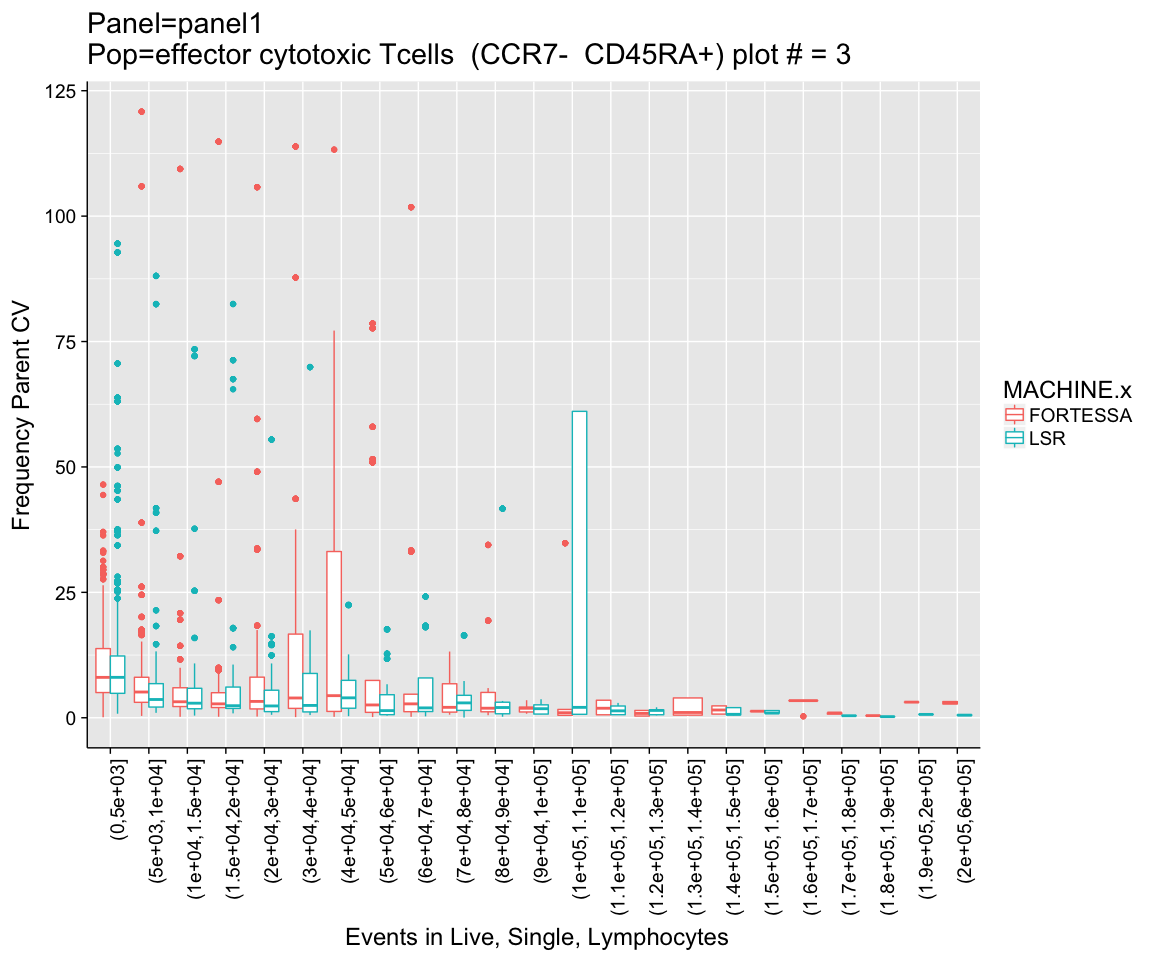 Panel=panel1
Pop=effector cytotoxic Tcells  (CCR7-  CD45RA+) plot # = 3
125
100
75
50
25
0
Frequency Parent CV
(0,5e+03]
(5e+03,1e+04]
(1e+04,1.5e+04]
(1.5e+04,2e+04]
(2e+04,3e+04]
(3e+04,4e+04]
(4e+04,5e+04]
(5e+04,6e+04]
(6e+04,7e+04]
(7e+04,8e+04]
(8e+04,9e+04]
(9e+04,1e+05]
(1e+05,1.1e+05]
(1.1e+05,1.2e+05]
(1.2e+05,1.3e+05]
(1.3e+05,1.4e+05]
(1.4e+05,1.5e+05]
(1.5e+05,1.6e+05]
(1.6e+05,1.7e+05]
(1.7e+05,1.8e+05]
(1.8e+05,1.9e+05]
(1.9e+05,2e+05]
(2e+05,6e+05]
Events in Live, Single, Lymphocytes
MACHINE.x
FORTESSA
LSR